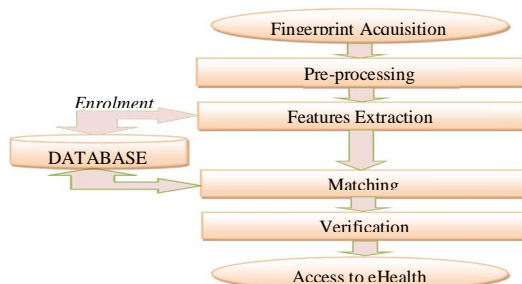 Fingerprint Acquisition
Pre-processing
Enrolment
Features Extraction
DATABASE
Matching
Verification
Access to eHealth